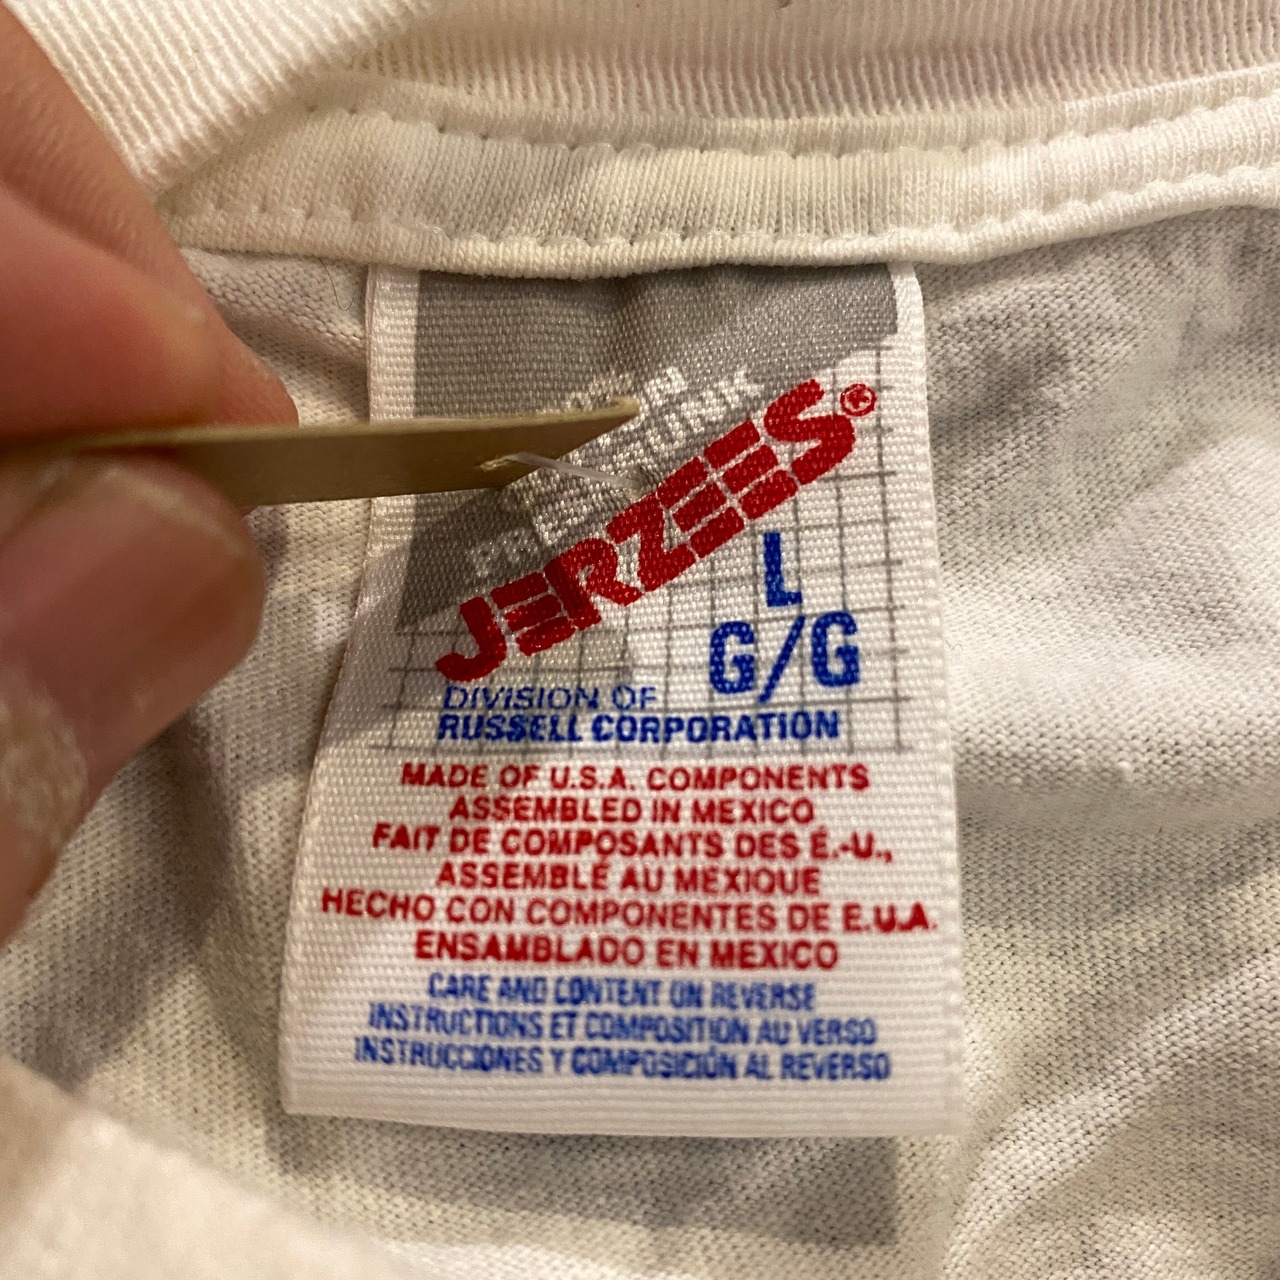 JERZEES®
L
G/G
DIVISION OF
RUSSELL CORPORATION
MADE OF U.S.A. COMPONENTS
ASSEMBLED IN MEXICO
FAIT DE COMPOSANTS DES É.-U.,
ASSEMBLÉ AU MEXIQUE
HECHO CON COMPONENTES DE E.U.A.
ENSAMBLADO EN MEXICO
CARE AND CONTENT ON REVERSE
INSTRUCTIONS ET COMPOSITION AU VERSO
INSTRUCCIONES Y COMPOSICIÓN AL REVERSO